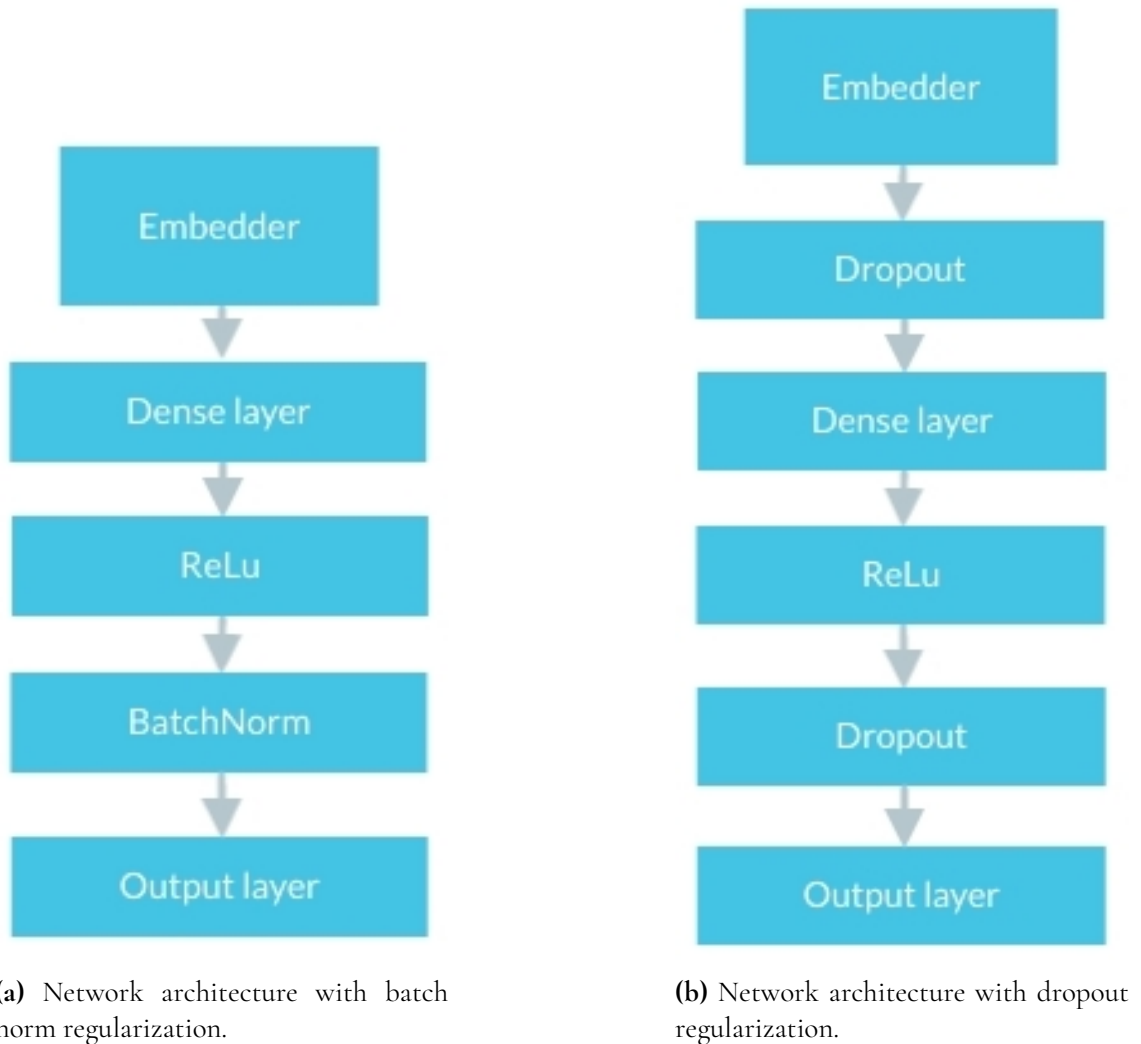 Embedder
Dense layer
ReLu
BatchNorm
Output layer
(a) Network architecture with batch
norm regularization.
Embedder
Dropout
Dense layer
ReLu
Dropout
Output layer
(b) Network architecture with dropout
regularization.